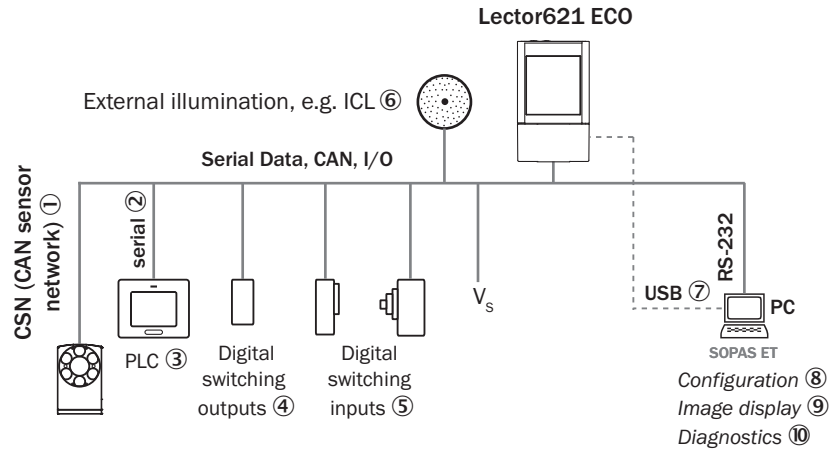 Lector621 ECO
External illumination, e.g. ICL ⑥
Serial Data, CAN, I/O
CSN (CAN sensor
network) ①
serial ②
RS-232
V_s
USB ⑦
PC
PLC ③
Digital
switching
outputs ④
Digital
switching
inputs ⑤
SOPAS ET
Configuration ⑧
Image display ⑨
Diagnostics ⑩